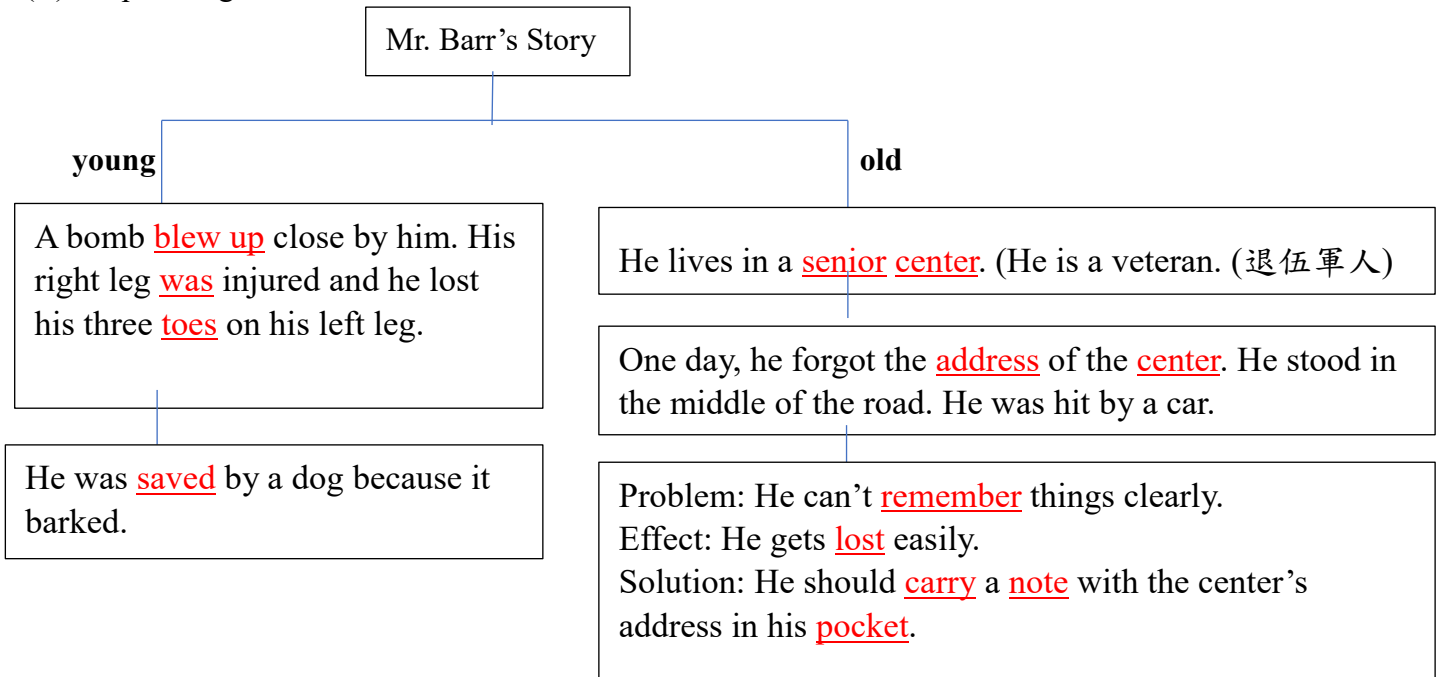 Mr. Barr’s Story
young
A bomb blew up close by him. His
right leg was injured and he lost
his three toes on his left leg.
He was saved by a dog because it
barked.
old
He lives in a senior center. (He is a veteran. (退伍軍人)
One day, he forgot the address of the center. He stood in
the middle of the road. He was hit by a car.
Problem: He can’t remember things clearly.
Effect: He gets lost easily.
Solution: He should carry a note with the center’s
address in his pocket.